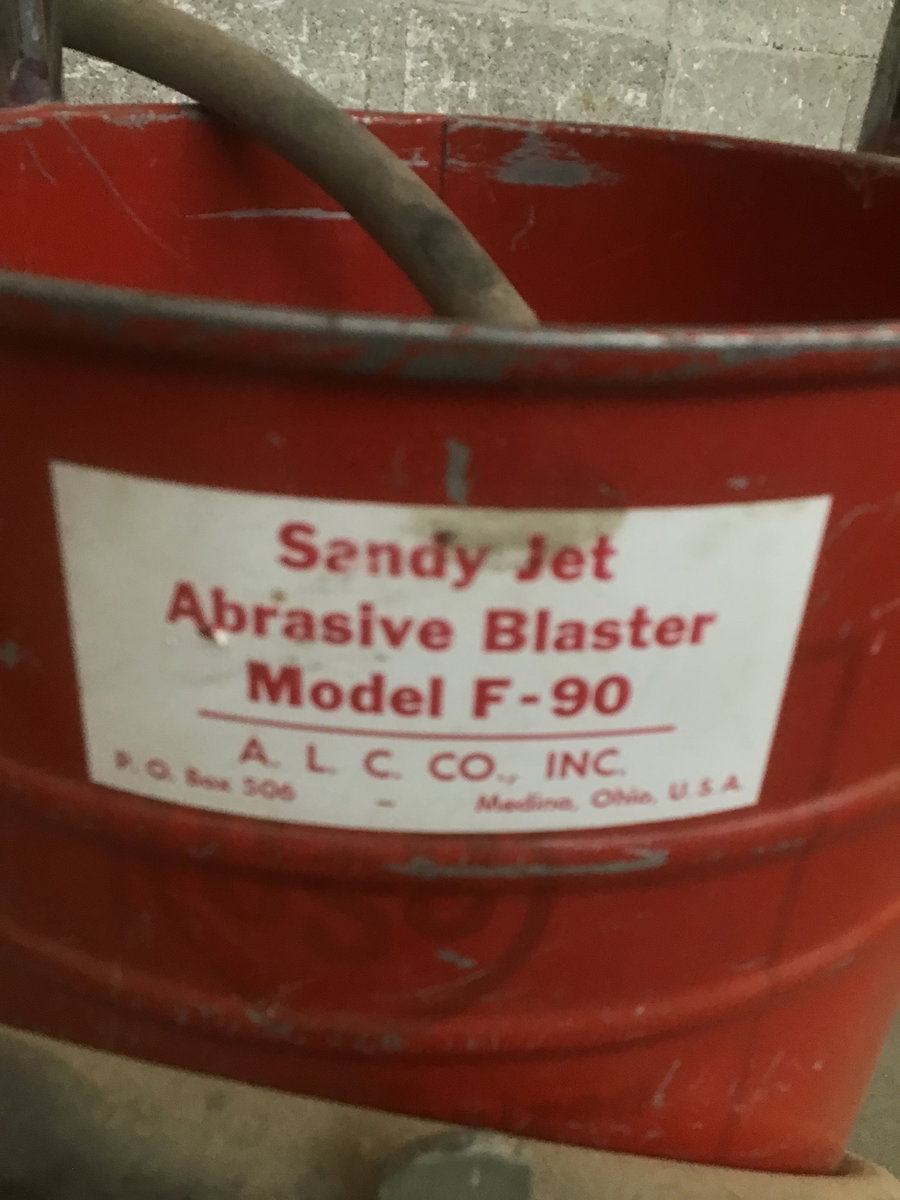 Sandy Jet
Abrasive Blaster
Model F-90
A. L. C. CO., INC.
P. O. Box 506 - Medina, Ohio, U.S.A.